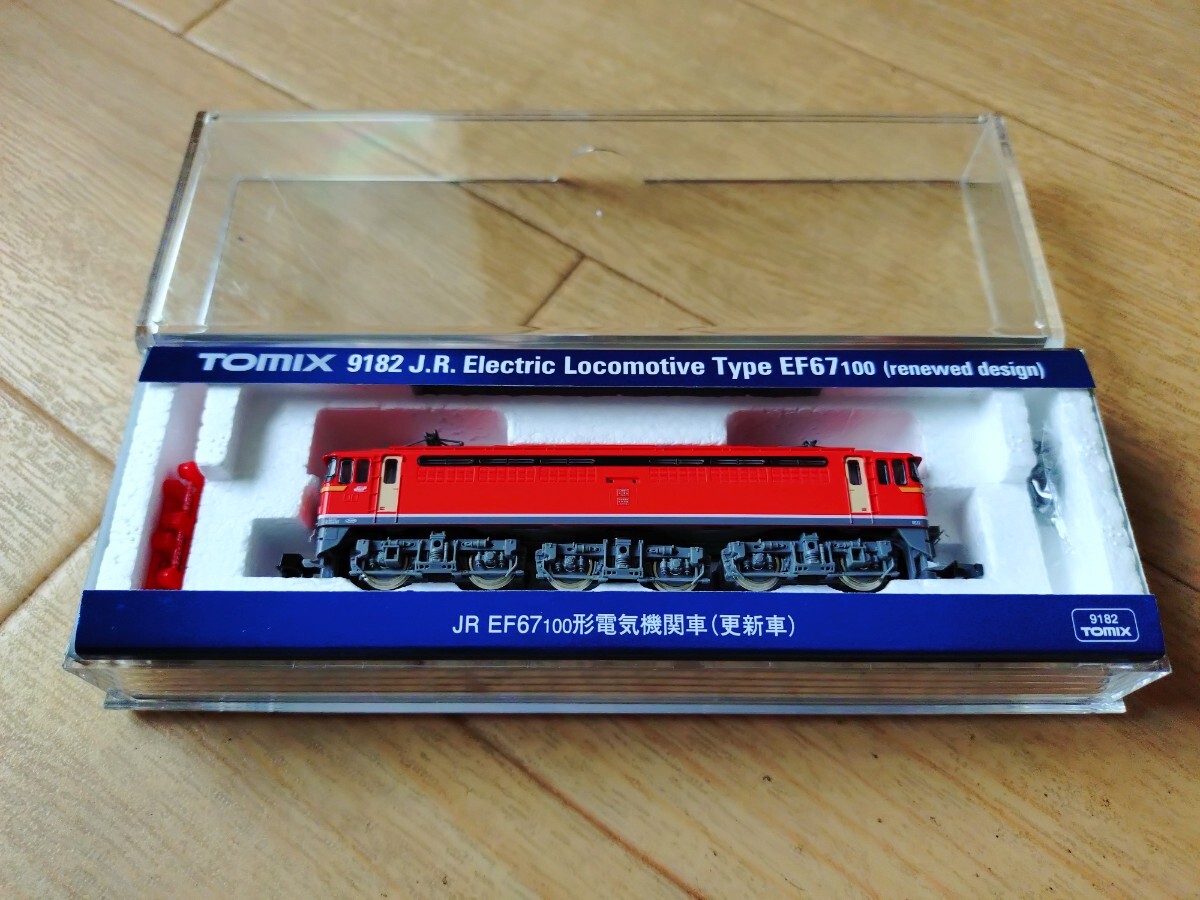 TOMIX 9182 J.R. Electric Locomotive Type EF67100 (renewed design)
JR EF67100形電気機関車(更新車)
9182
TOMIX